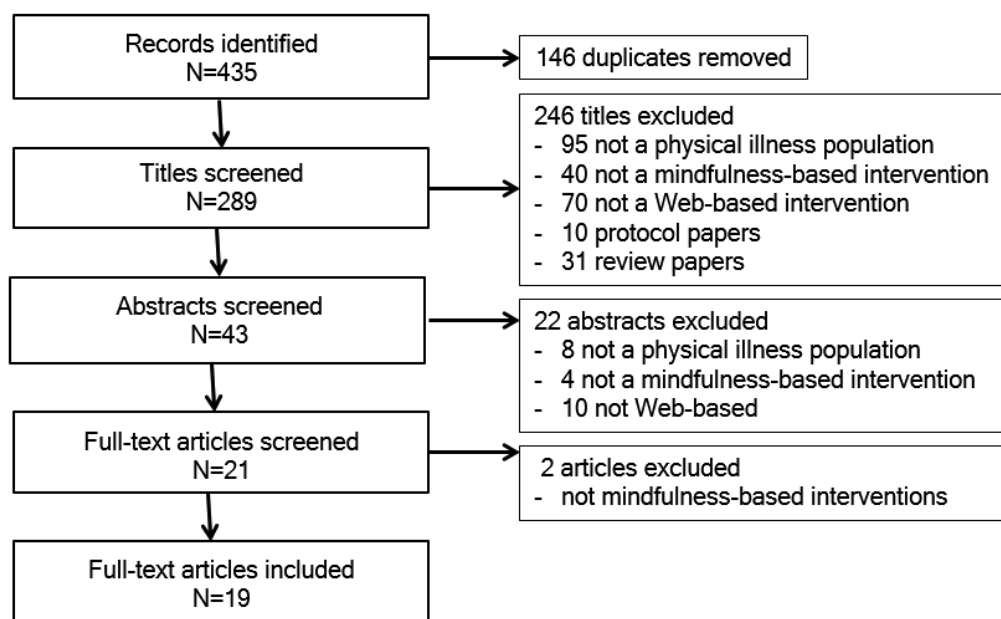 Records identified
N=435
146 duplicates removed
Titles screened
N=289
246 titles excluded
- 95 not a physical illness population
- 40 not a mindfulness-based intervention
- 70 not a Web-based intervention
- 10 protocol papers
- 31 review papers
Abstracts screened
N=43
22 abstracts excluded
- 8 not a physical illness population
- 4 not a mindfulness-based intervention
- 10 not Web-based
Full-text articles screened
N=21
2 articles excluded
- not mindfulness-based interventions
Full-text articles included
N=19